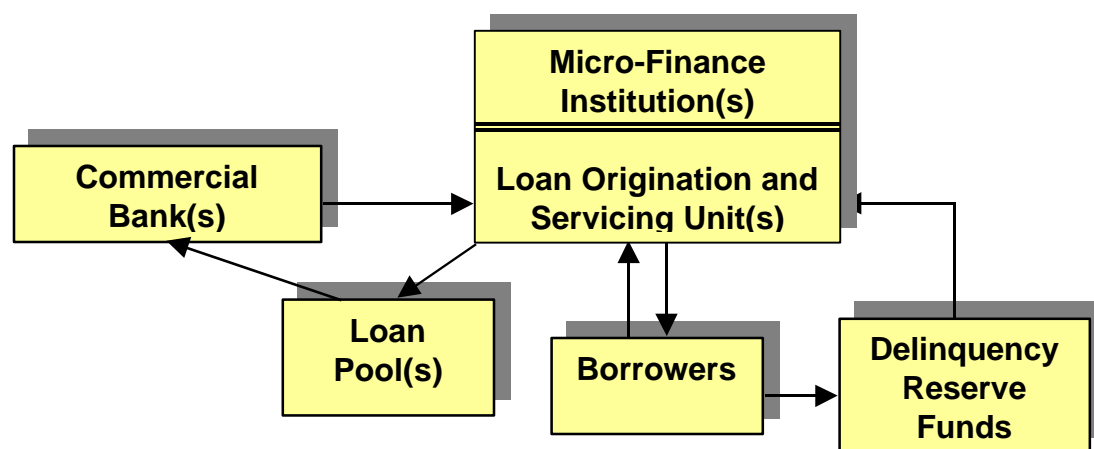 Micro-Finance
Institution(s)
Loan Origination and
Servicing Unit(s)
Commercial
Bank(s)
Loan
Pool(s)
Borrowers
Delinquency
Reserve
Funds